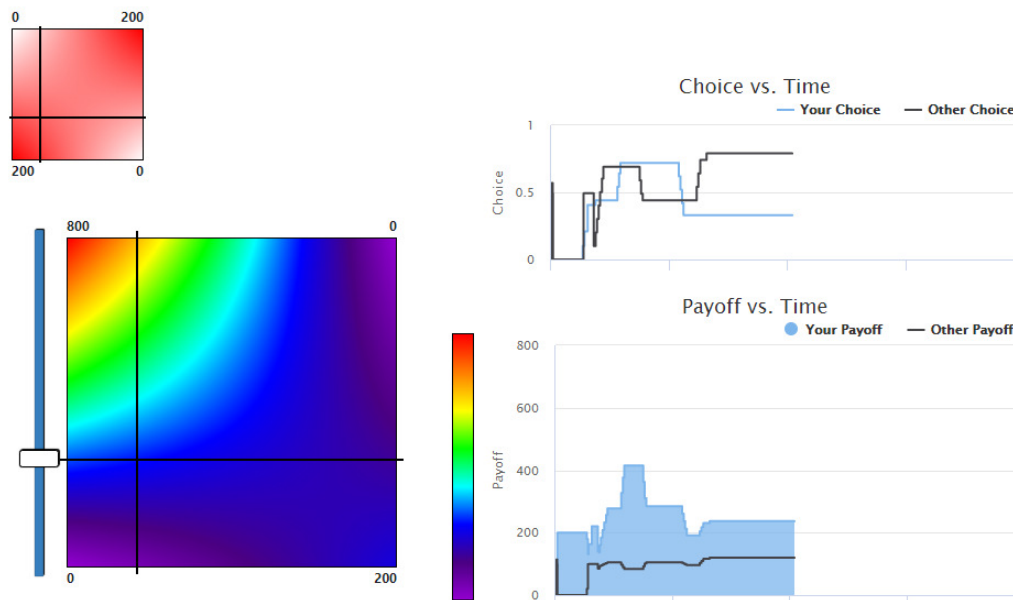 0 200
200 0
800 0
0 200
Choice vs. Time
Your Choice Other Choice
1
0.5
0
Choice
Payoff vs. Time
Your Payoff Other Payoff
800
600
400
200
0
Payoff